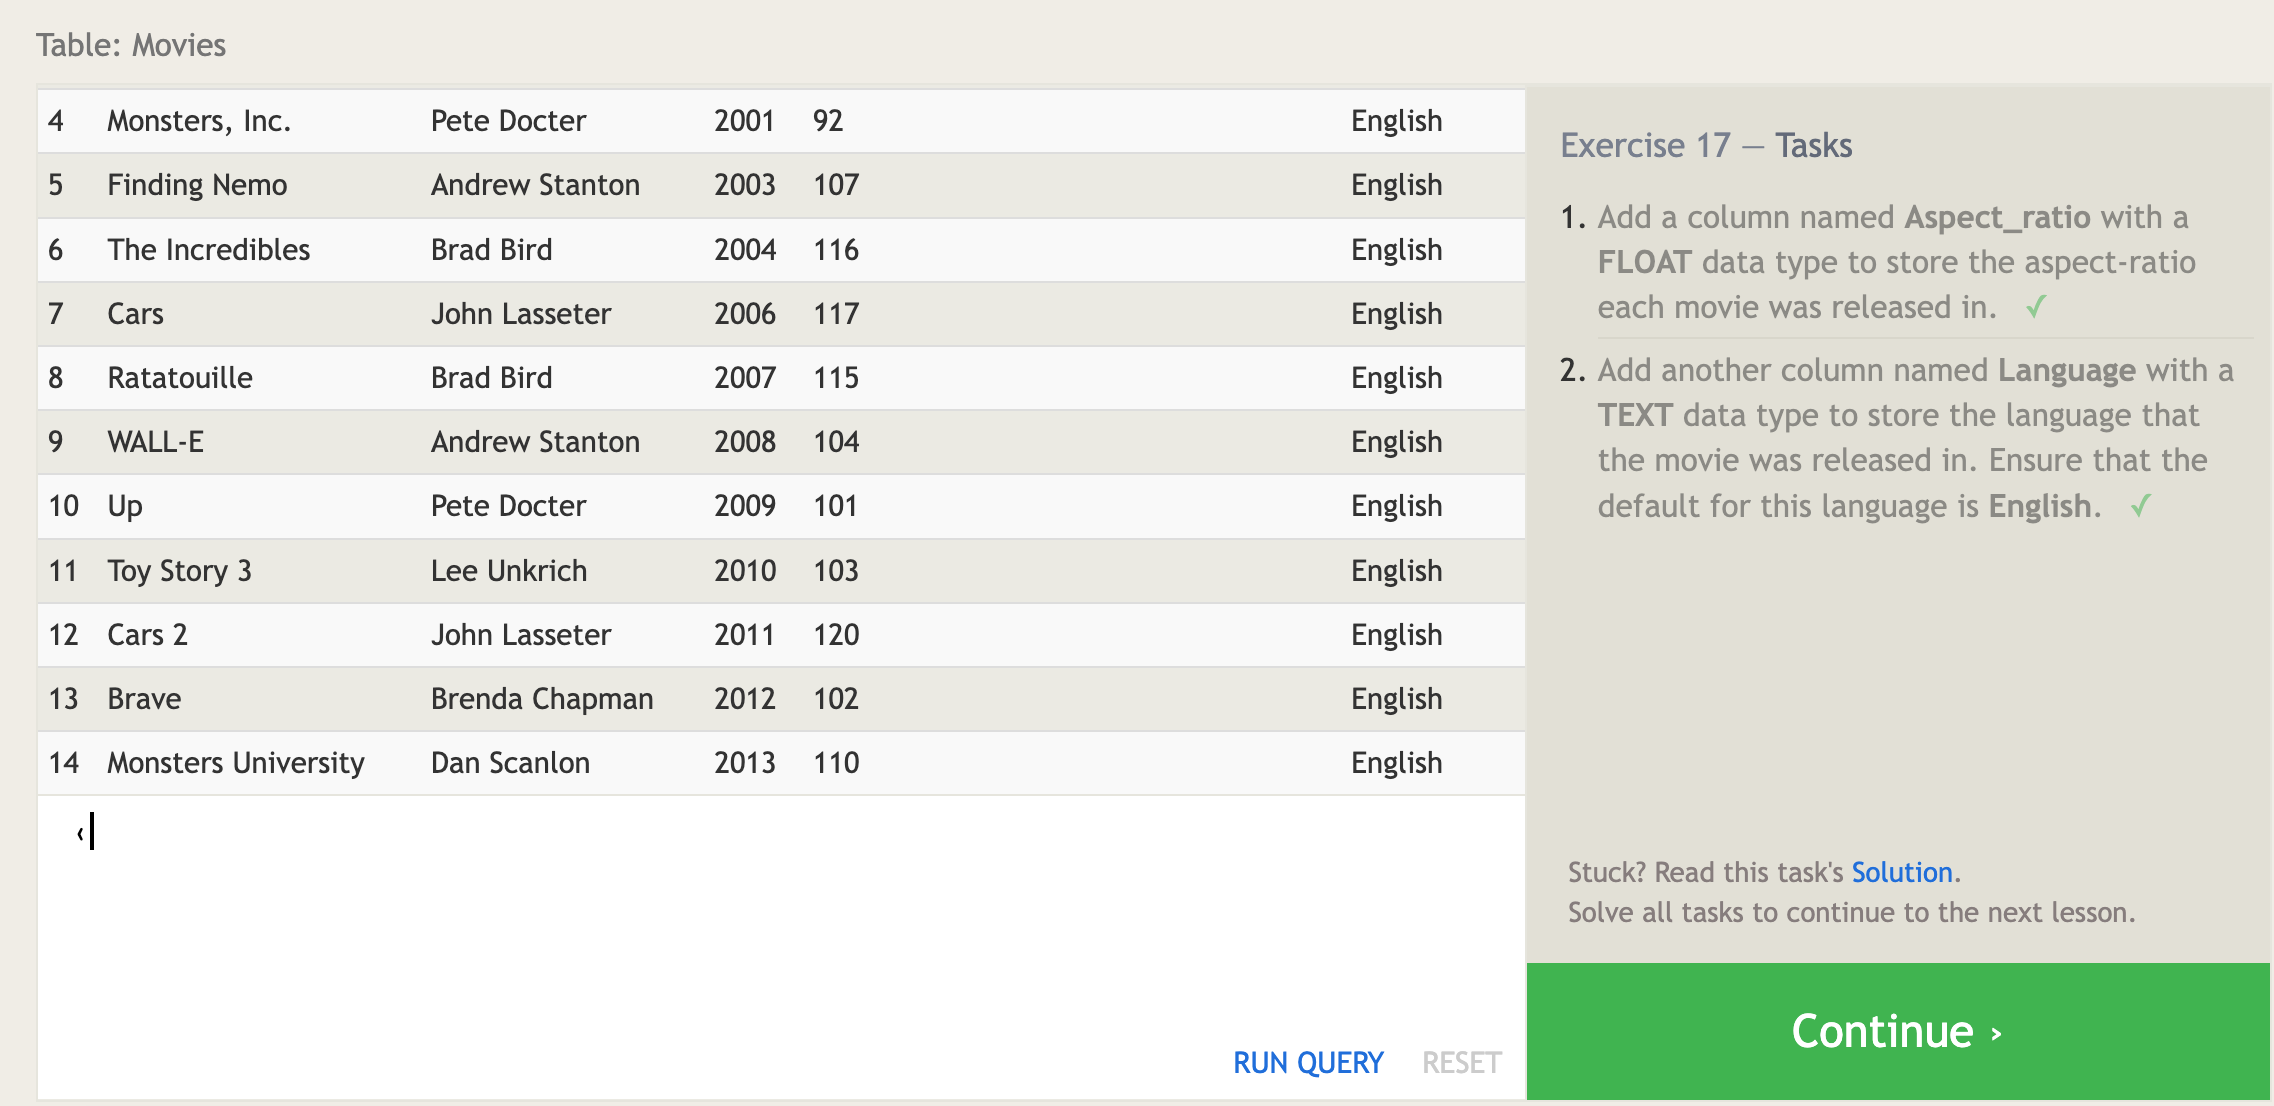 Table: Movies
4 Monsters, Inc. Pete Docter 2001 92 English
5 Finding Nemo Andrew Stanton 2003 107 English
6 The Incredibles Brad Bird 2004 116 English
7 Cars John Lasseter 2006 117 English
8 Ratatouille Brad Bird 2007 115 English
9 WALL-E Andrew Stanton 2008 104 English
10 Up Pete Docter 2009 101 English
11 Toy Story 3 Lee Unkrich 2010 103 English
12 Cars 2 John Lasseter 2011 120 English
13 Brave Brenda Chapman 2012 102 English
14 Monsters University Dan Scanlon 2013 110 English
‹
RUN QUERY RESET
Exercise 17 — Tasks
1. Add a column named Aspect_ratio with a
FLOAT data type to store the aspect-ratio
each movie was released in. ✓
2. Add another column named Language with a
TEXT data type to store the language that
the movie was released in. Ensure that the
default for this language is English. ✓
Stuck? Read this task's Solution.
Solve all tasks to continue to the next lesson.
Continue ›